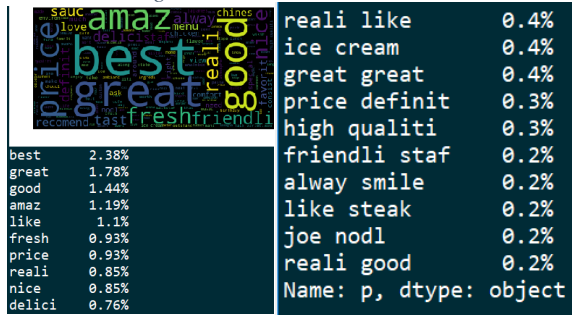 sauc
amaz
alway
chines
love
menu
nice
price
delici
reali
good
best
great
ask
recomend
tast
fresh
friendli
best 2.38%
great 1.78%
good 1.44%
amaz 1.19%
like 1.1%
fresh 0.93%
price 0.93%
reali 0.85%
nice 0.85%
delici 0.76%
reali like 0.4%
ice cream 0.4%
great great 0.4%
price definit 0.3%
high qualiti 0.3%
friendli staf 0.2%
alway smile 0.2%
like steak 0.2%
joe nodl 0.2%
reali good 0.2%
Name: p, dtype: object